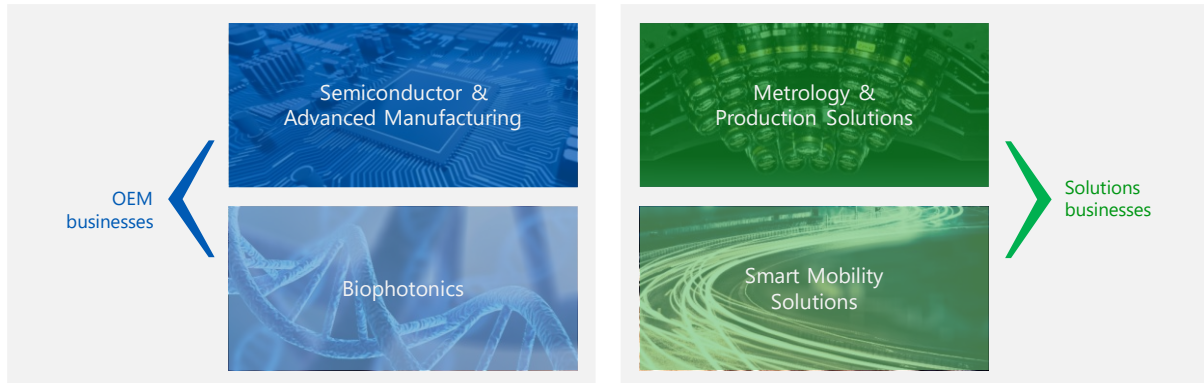 OEM
businesses
Semiconductor &
Advanced Manufacturing
Biophotonics
Metrology &
Production Solutions
Smart Mobility
Solutions
Solutions
businesses